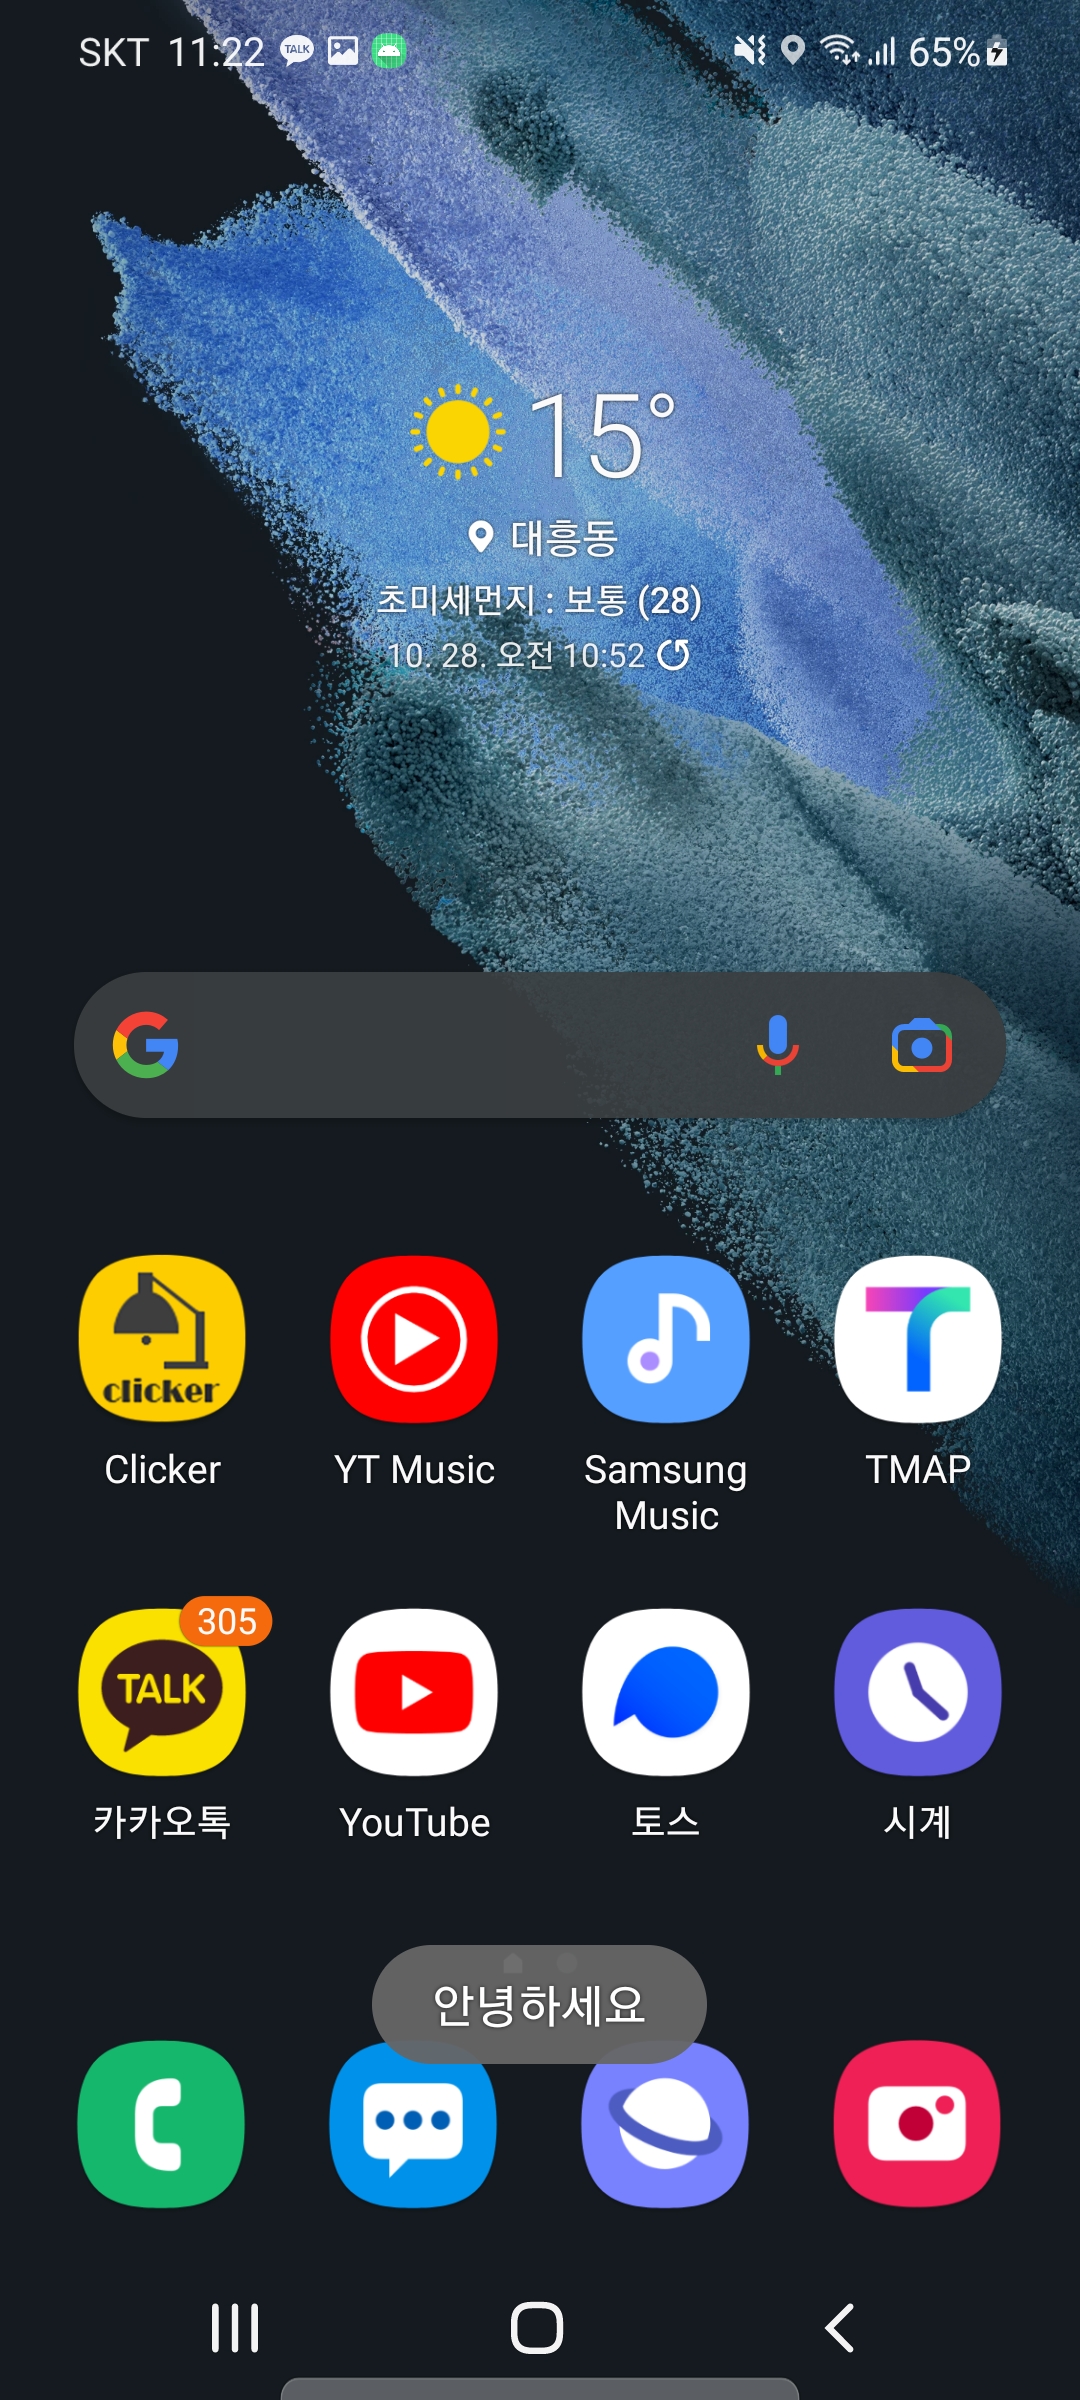 SKT 11:22 TALK 65%
15°
대흥동
초미세먼지 : 보통 (28)
10. 28. 오전 10:52
clicker
Clicker
YT Music
Samsung
Music
TMAP
305
TALK
카카오톡
YouTube
토스
시계
안녕하세요